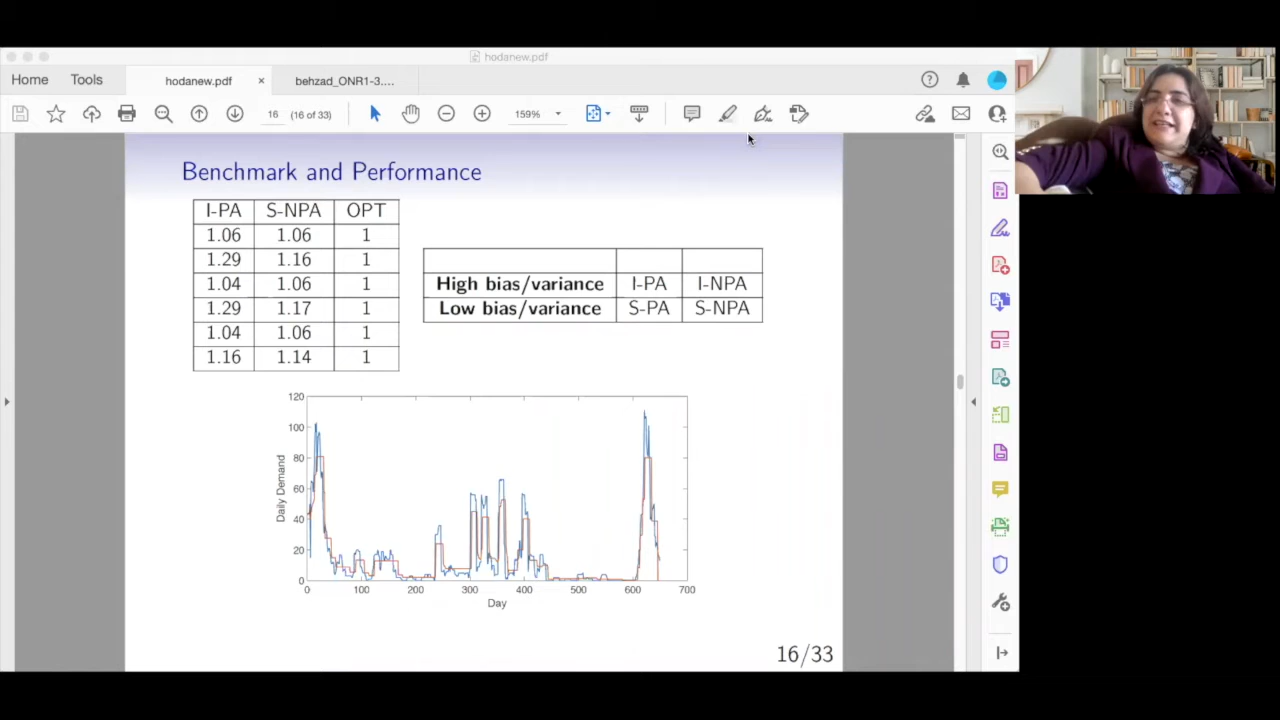 hodanew.pdf
Home Tools hodanew.pdf × behzad_ONR1-3....
16 (16 of 33) 159%
Benchmark and Performance
I-PA S-NPA OPT
1.06 1.06 1
1.29 1.16 1
1.04 1.06 1
1.29 1.17 1
1.04 1.06 1
1.16 1.14 1
High bias/variance I-PA I-NPA
Low bias/variance S-PA S-NPA
120
100
80
60
40
20
0
Daily Demand
0 100 200 300 400 500 600 700
Day
16/33